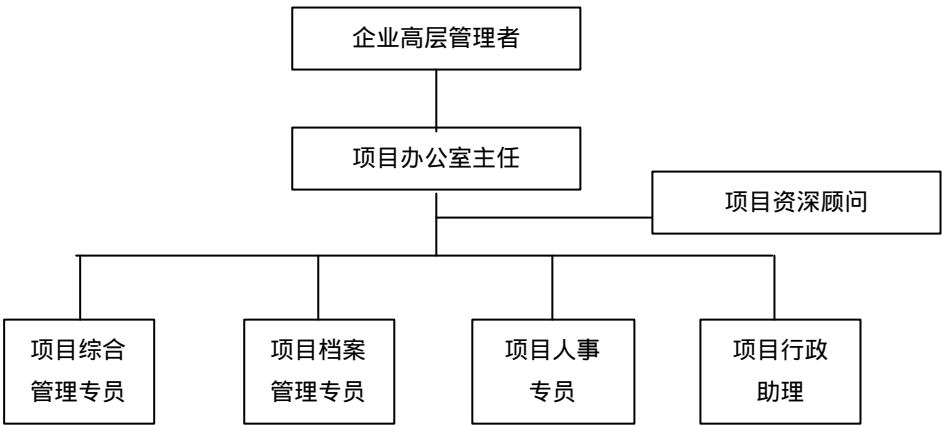 企业高层管理者
项目办公室主任
项目资深顾问
项目综合
管理专员
项目档案
管理专员
项目人事
专员
项目行政
助理